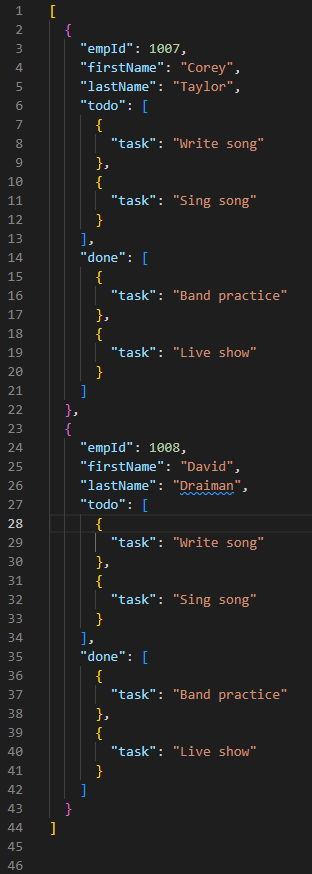 1 [
2   {
3     "empId": 1007,
4     "firstName": "Corey",
5     "lastName": "Taylor",
6     "todo": [
7       {
8         "task": "Write song"
9       },
10       {
11         "task": "Sing song"
12       }
13     ],
14     "done": [
15       {
16         "task": "Band practice"
17       },
18       {
19         "task": "Live show"
20       }
21     ]
22   },
23   {
24     "empId": 1008,
25     "firstName": "David",
26     "lastName": "Draiman",
27     "todo": [
28       {
29         "task": "Write song"
30       },
31       {
32         "task": "Sing song"
33       }
34     ],
35     "done": [
36       {
37         "task": "Band practice"
38       },
39       {
40         "task": "Live show"
41       }
42     ]
43   }
44 ]
45
46